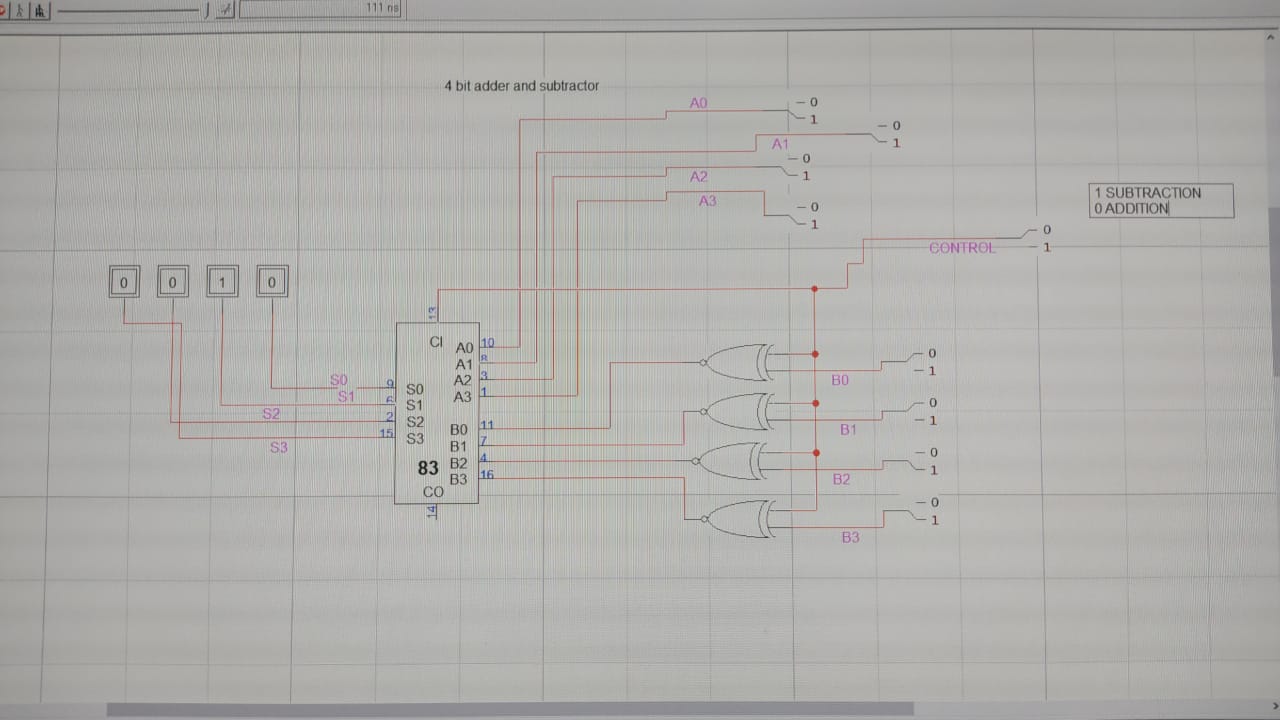 111 ns
4 bit adder and subtractor
A0
0
1
A1
0
1
A2
0
1
A3
0
1
1 SUBTRACTION
0 ADDITION
CONTROL
0
1
0
0
1
0
13
CI
A0
10
A1
8
A2
3
A3
1
S0
9
S0
S1
6
S1
S2
2
S2
S3
15
S3
B0
11
B1
7
B2
4
B3
16
83
CO
14
B0
0
1
B1
0
1
B2
0
1
B3
0
1